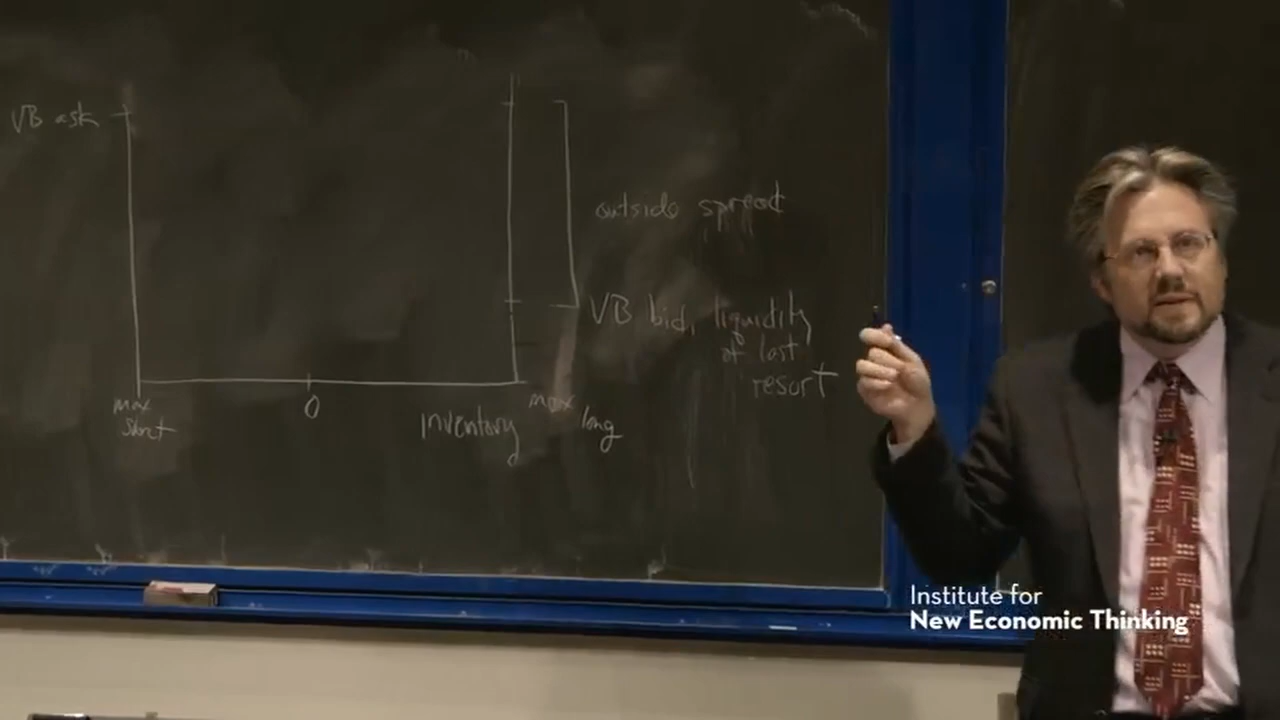 VB ask
outside spread
VB bid, liquidity
of last
resort
max
short
0
inventory
max
long
Institute for
New Economic Thinking